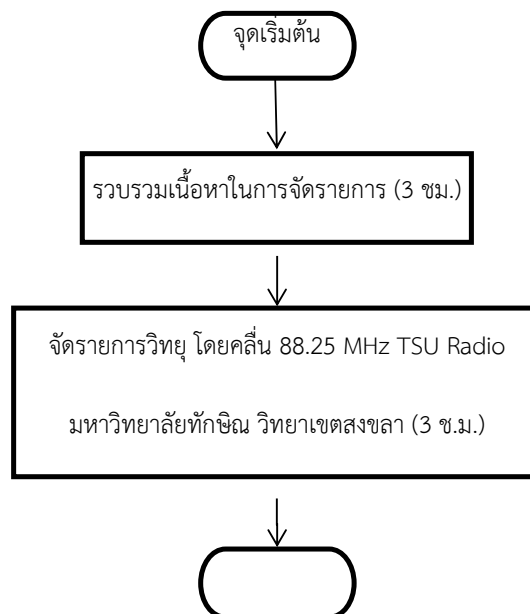 จุดเริ่มต้น
รวบรวมเนื้อหาในการจัดรายการ (3 ชม.)
จัดรายการวิทยุ โดยคลื่น 88.25 MHz TSU Radio
มหาวิทยาลัยทักษิณ วิทยาเขตสงขลา (3 ช.ม.)